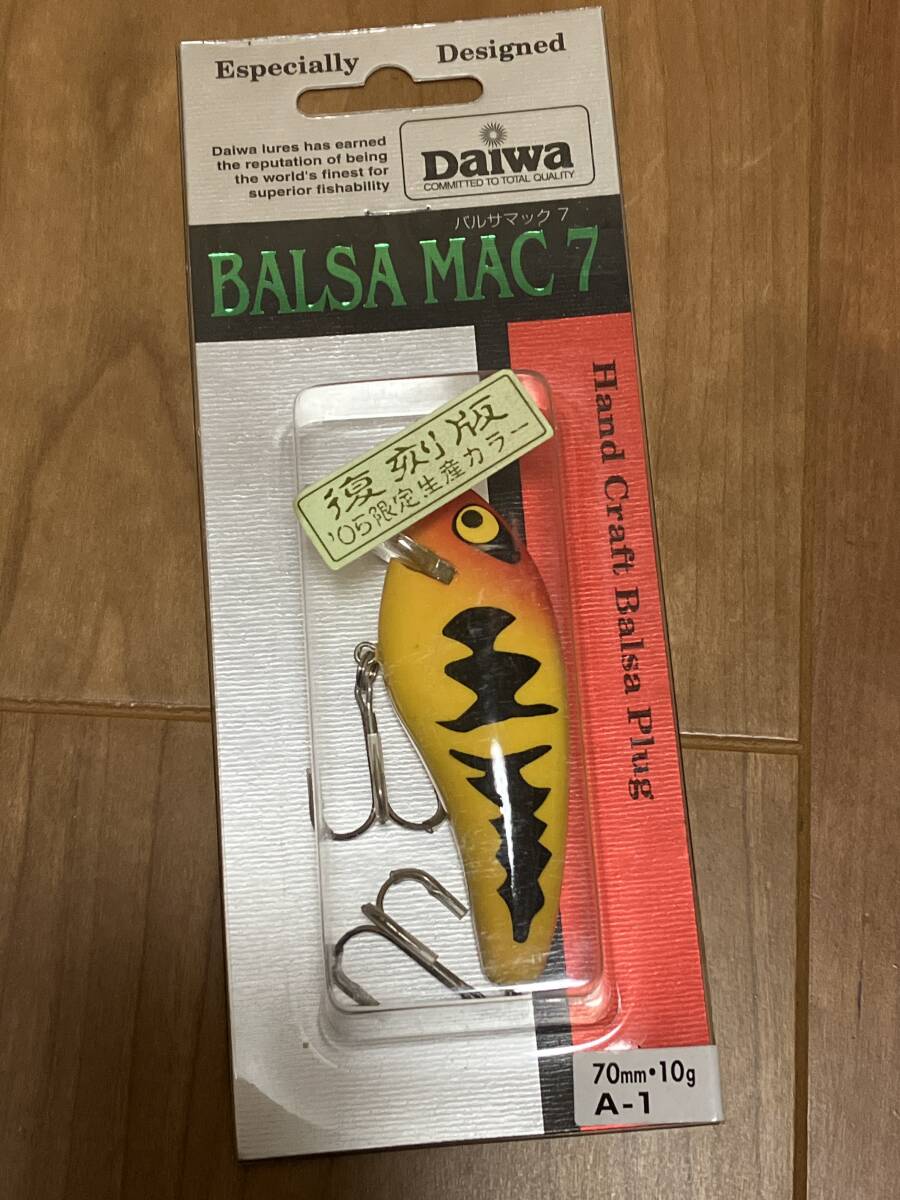 Especially Designed
Daiwa lures has earned
the reputation of being
the world's finest for
superior fishability
Daiwa
COMMITTED TO TOTAL QUALITY
バルサマック 7
BALSA MAC 7
復刻版
'05限定生産カラー
Hand Craft Balsa Plug
70mm・10g
A-1